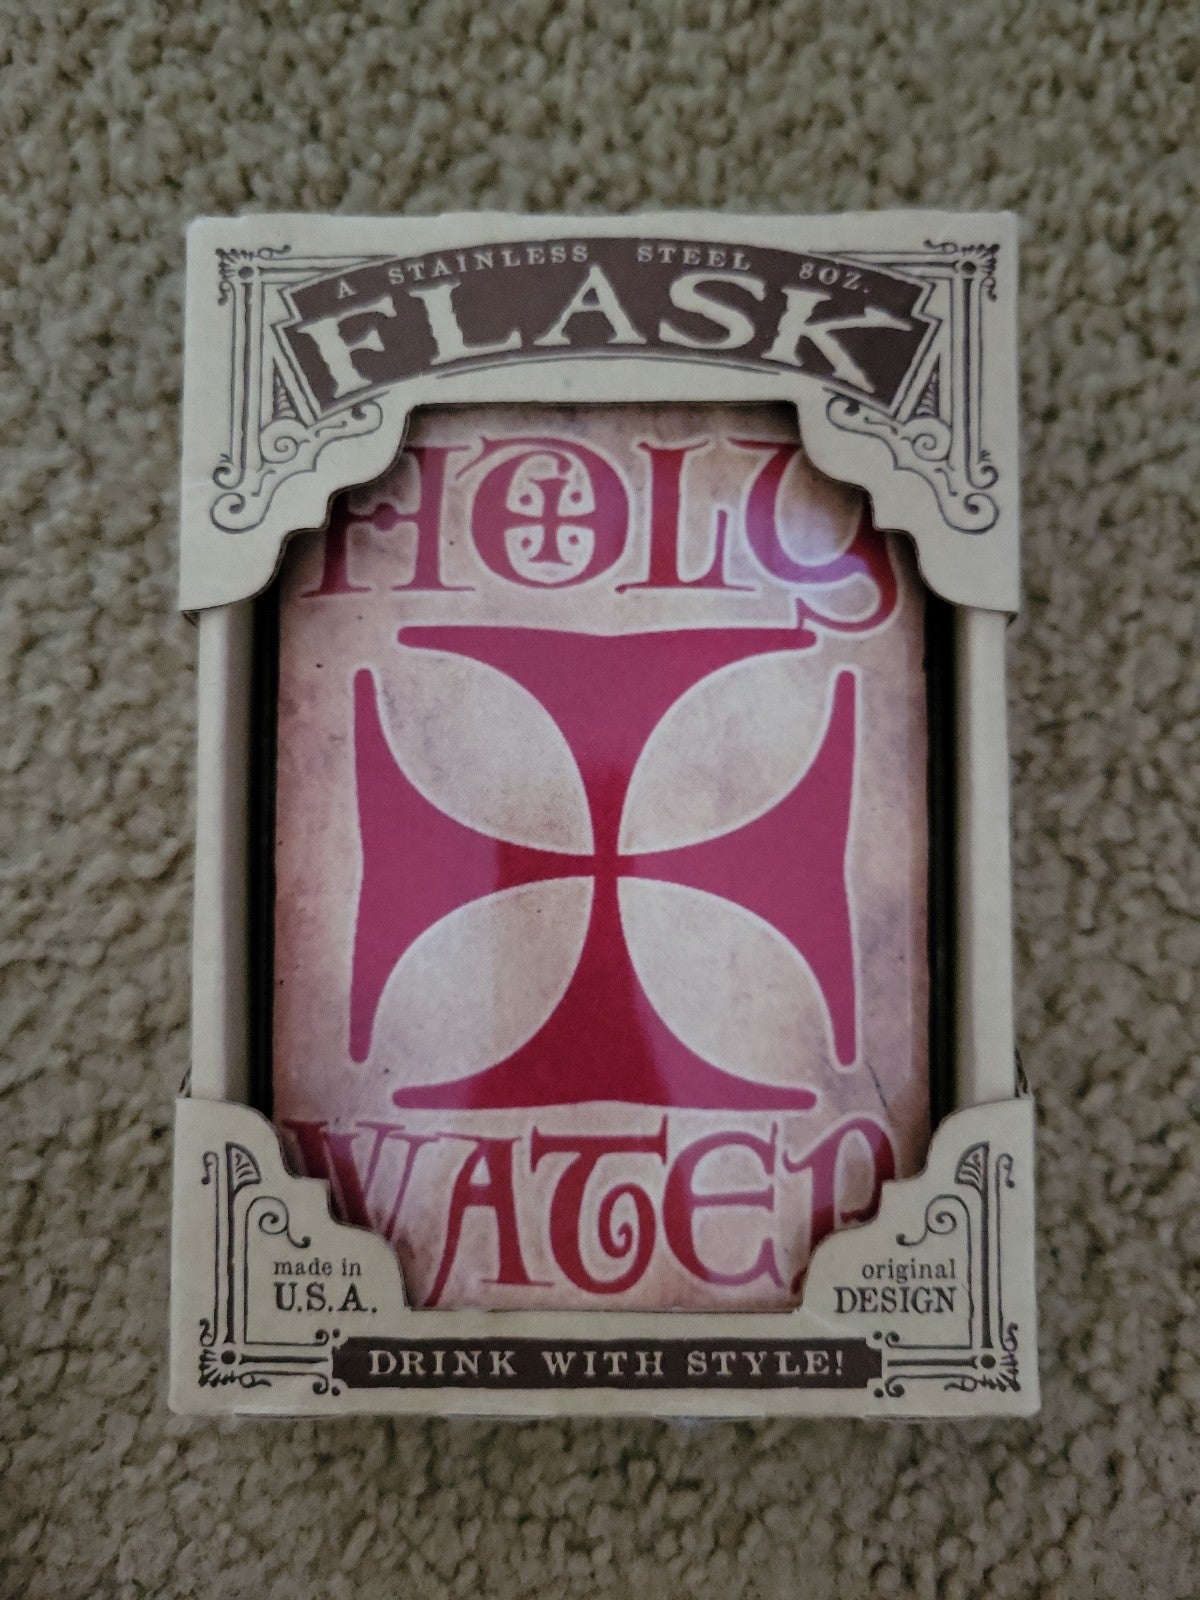 A STAINLESS STEEL 8OZ.
FLASK
HOLY
WATER
made in
U.S.A.
original
DESIGN
DRINK WITH STYLE!